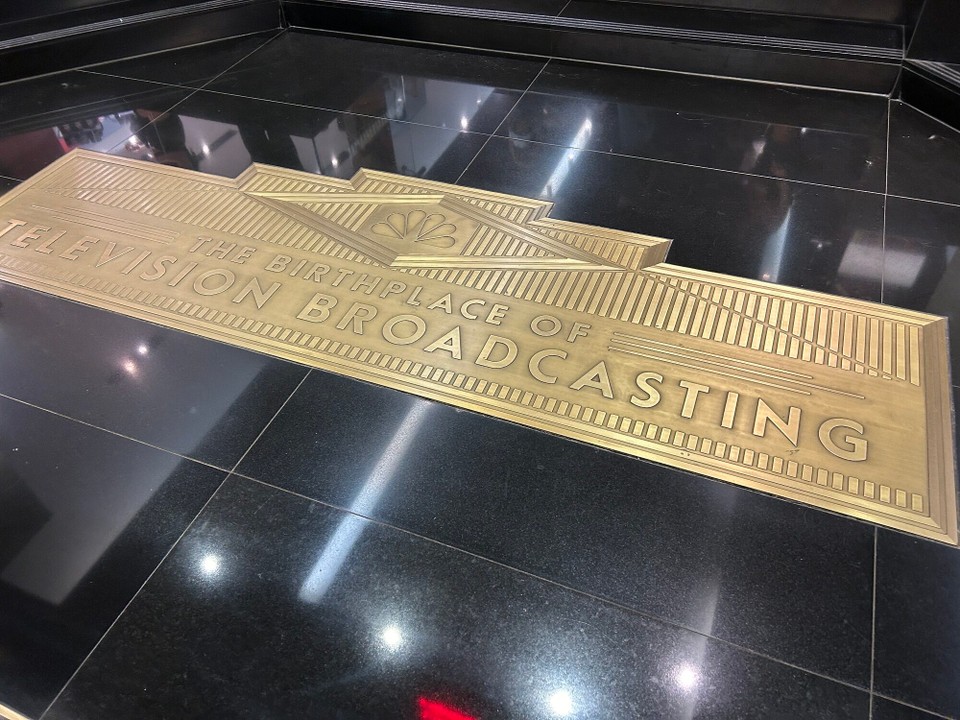 THE BIRTHPLACE OF
TELEVISION BROADCASTING